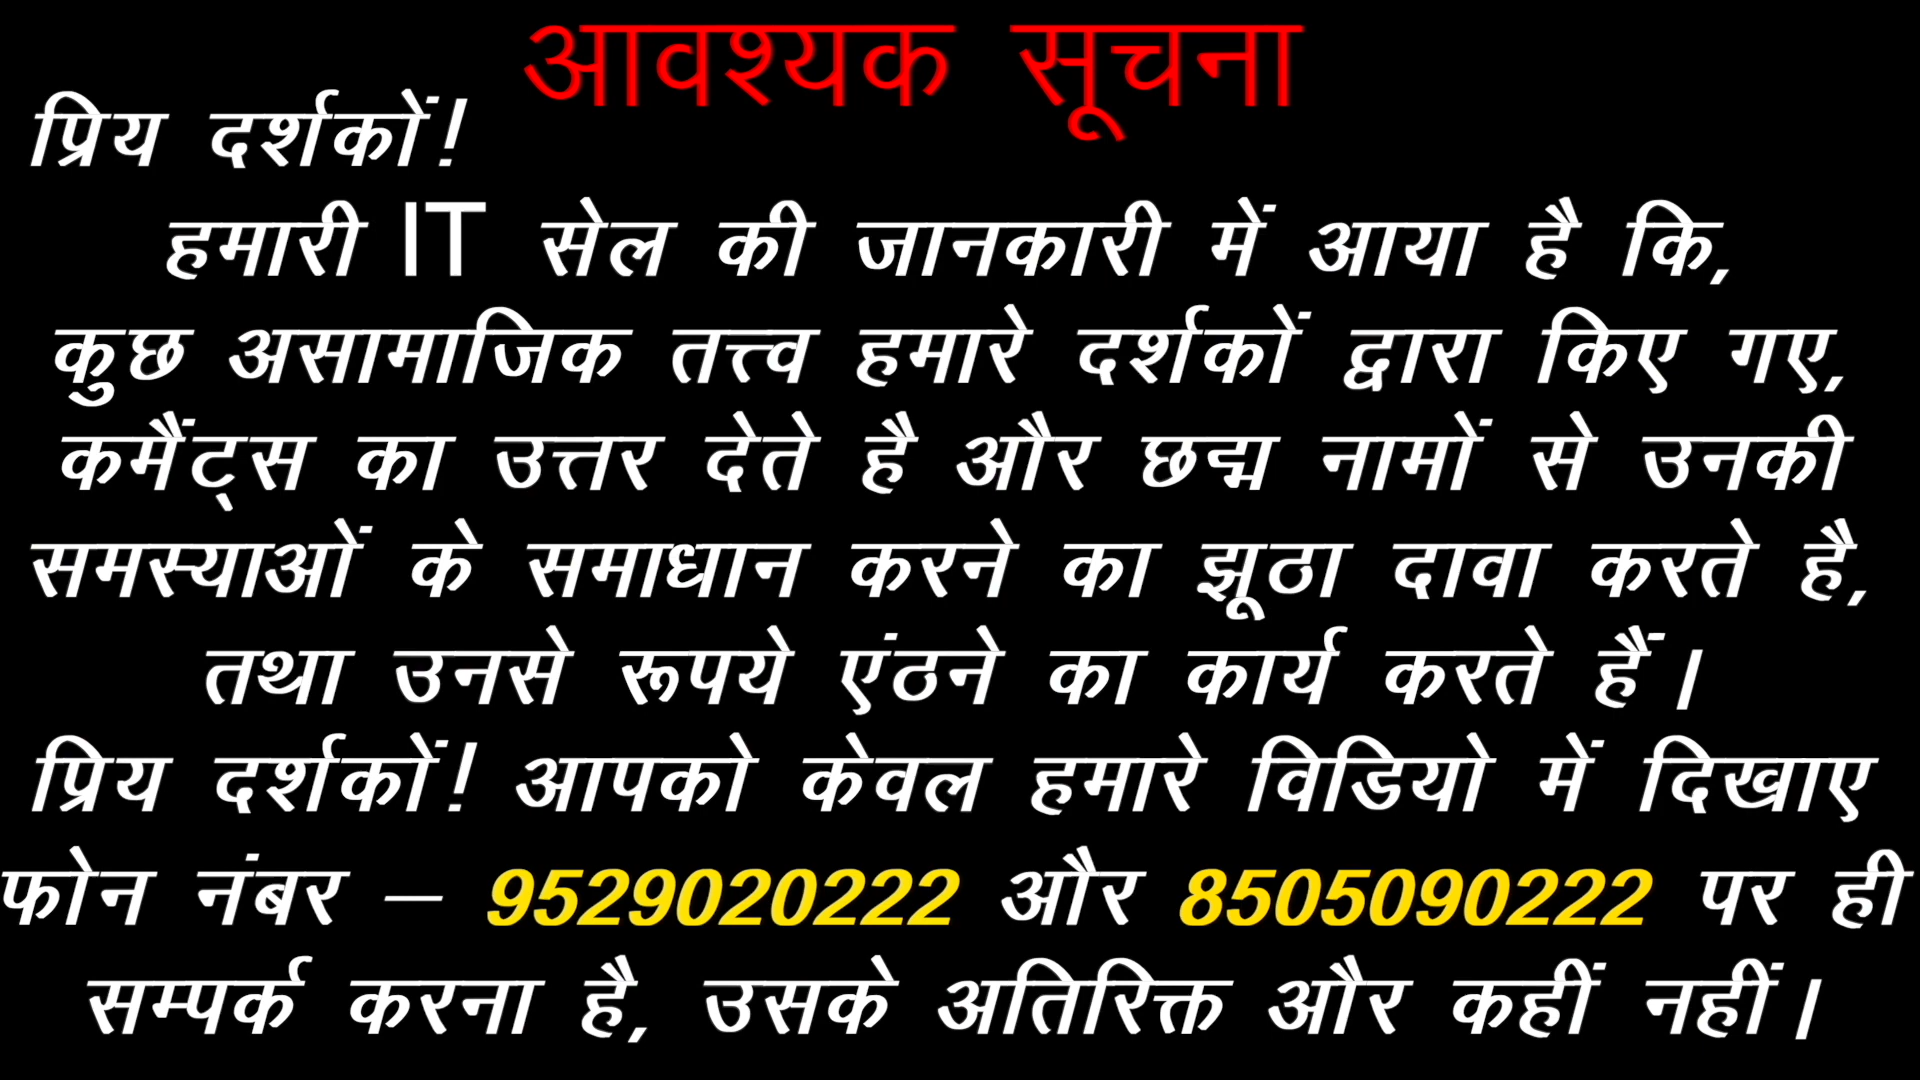 आवश्यक सूचना
प्रिय दर्शकों!
हमारी IT सेल की जानकारी में आया है कि,
कुछ असामाजिक तत्त्व हमारे दर्शकों द्वारा किए गए,
कमैंट्स का उत्तर देते है और छद्म नामों से उनकी
समस्याओं के समाधान करने का झूठा दावा करते है,
तथा उनसे रूपये एंठने का कार्य करते हैं।
प्रिय दर्शकों! आपको केवल हमारे विडियो में दिखाए
फोन नंबर – 9529020222 और 8505090222 पर ही
सम्पर्क करना है, उसके अतिरिक्त और कहीं नहीं।